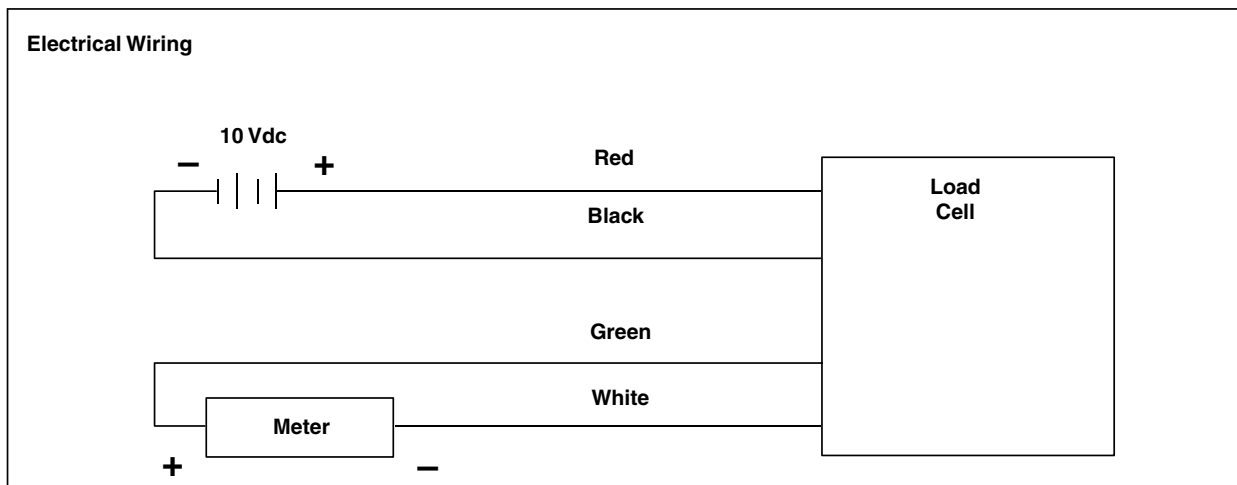 Electrical Wiring
10 Vdc
– +
Red
Load
Cell
Black
Green
White
Meter
+ –